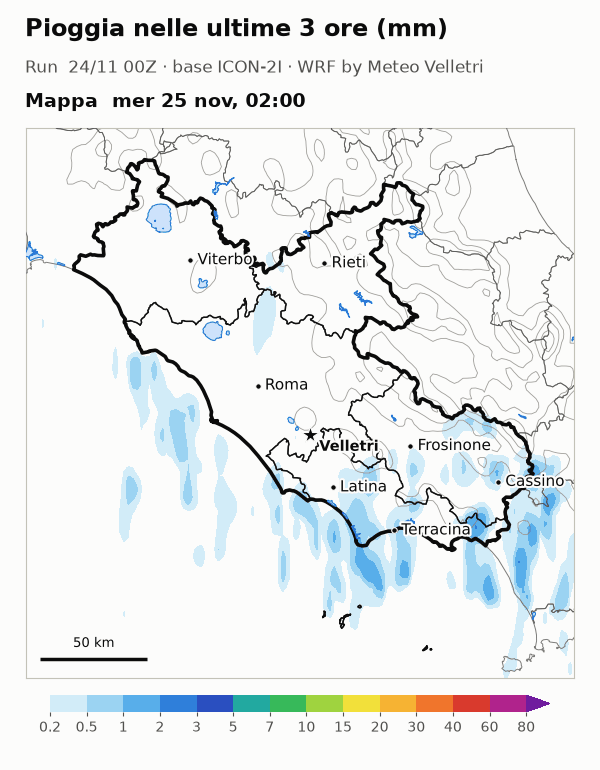 Pioggia nelle ultime 3 ore (mm)
Run 24/11 00Z · base ICON-2I · WRF by Meteo Velletri
Mappa mer 25 nov, 02:00
Viterbo
Rieti
Roma
Velletri
Frosinone
Latina
Cassino
Terracina
50 km
0.2 0.5 1 2 3 5 7 10 15 20 30 40 60 80